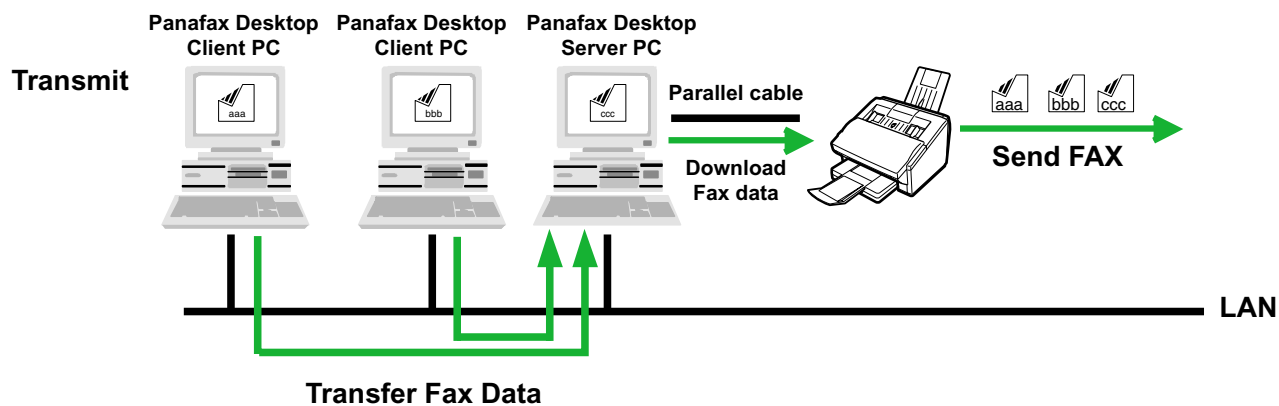 Panafax Desktop
Client PC
Panafax Desktop
Client PC
Panafax Desktop
Server PC
Transmit
aaa
bbb
ccc
Parallel cable
Download
Fax data
aaa
bbb
ccc
Send FAX
LAN
Transfer Fax Data